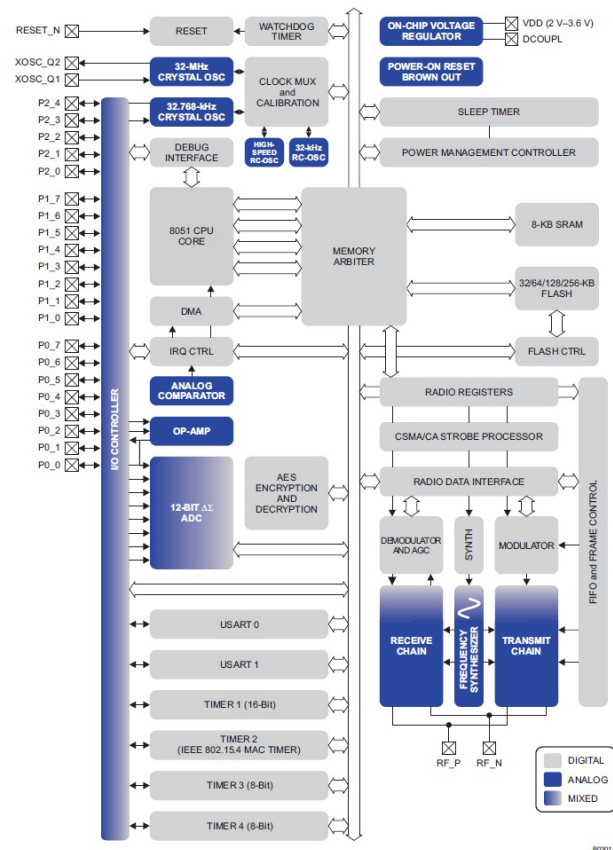 RESET_N
RESET
WATCHDOG
TIMER
ON-CHIP VOLTAGE
REGULATOR
VDD (2 V–3.6 V)
DCOUPL
XOSC_Q2
XOSC_Q1
32-MHz
CRYSTAL OSC
CLOCK MUX
and
CALIBRATION
POWER-ON RESET
BROWN OUT
P2_4
P2_3
P2_2
P2_1
P2_0
32.768-kHz
CRYSTAL OSC
SLEEP TIMER
DEBUG
INTERFACE
HIGH-
SPEED
RC-OSC
32-kHz
RC-OSC
POWER MANAGEMENT CONTROLLER
P1_7
P1_6
P1_5
P1_4
P1_3
P1_2
P1_1
P1_0
8051 CPU
CORE
MEMORY
ARBITER
8-KB SRAM
32/64/128/256-KB
FLASH
DMA
P0_7
P0_6
P0_5
P0_4
P0_3
P0_2
P0_1
P0_0
IRQ CTRL
FLASH CTRL
ANALOG
COMPARATOR
RADIO REGISTERS
I/O CONTROLLER
OP-AMP
CSMA/CA STROBE PROCESSOR
12-BIT ΔΣ
ADC
AES
ENCRYPTION
AND
DECRYPTION
RADIO DATA INTERFACE
FIFO and FRAME CONTROL
DEMODULATOR
AND AGC
SYNTH
MODULATOR
USART 0
RECEIVE
CHAIN
FREQUENCY
SYNTHESIZER
TRANSMIT
CHAIN
USART 1
TIMER 1 (16-Bit)
TIMER 2
(IEEE 802.15.4 MAC TIMER)
RF_P
RF_N
TIMER 3 (8-Bit)
TIMER 4 (8-Bit)
DIGITAL
ANALOG
MIXED